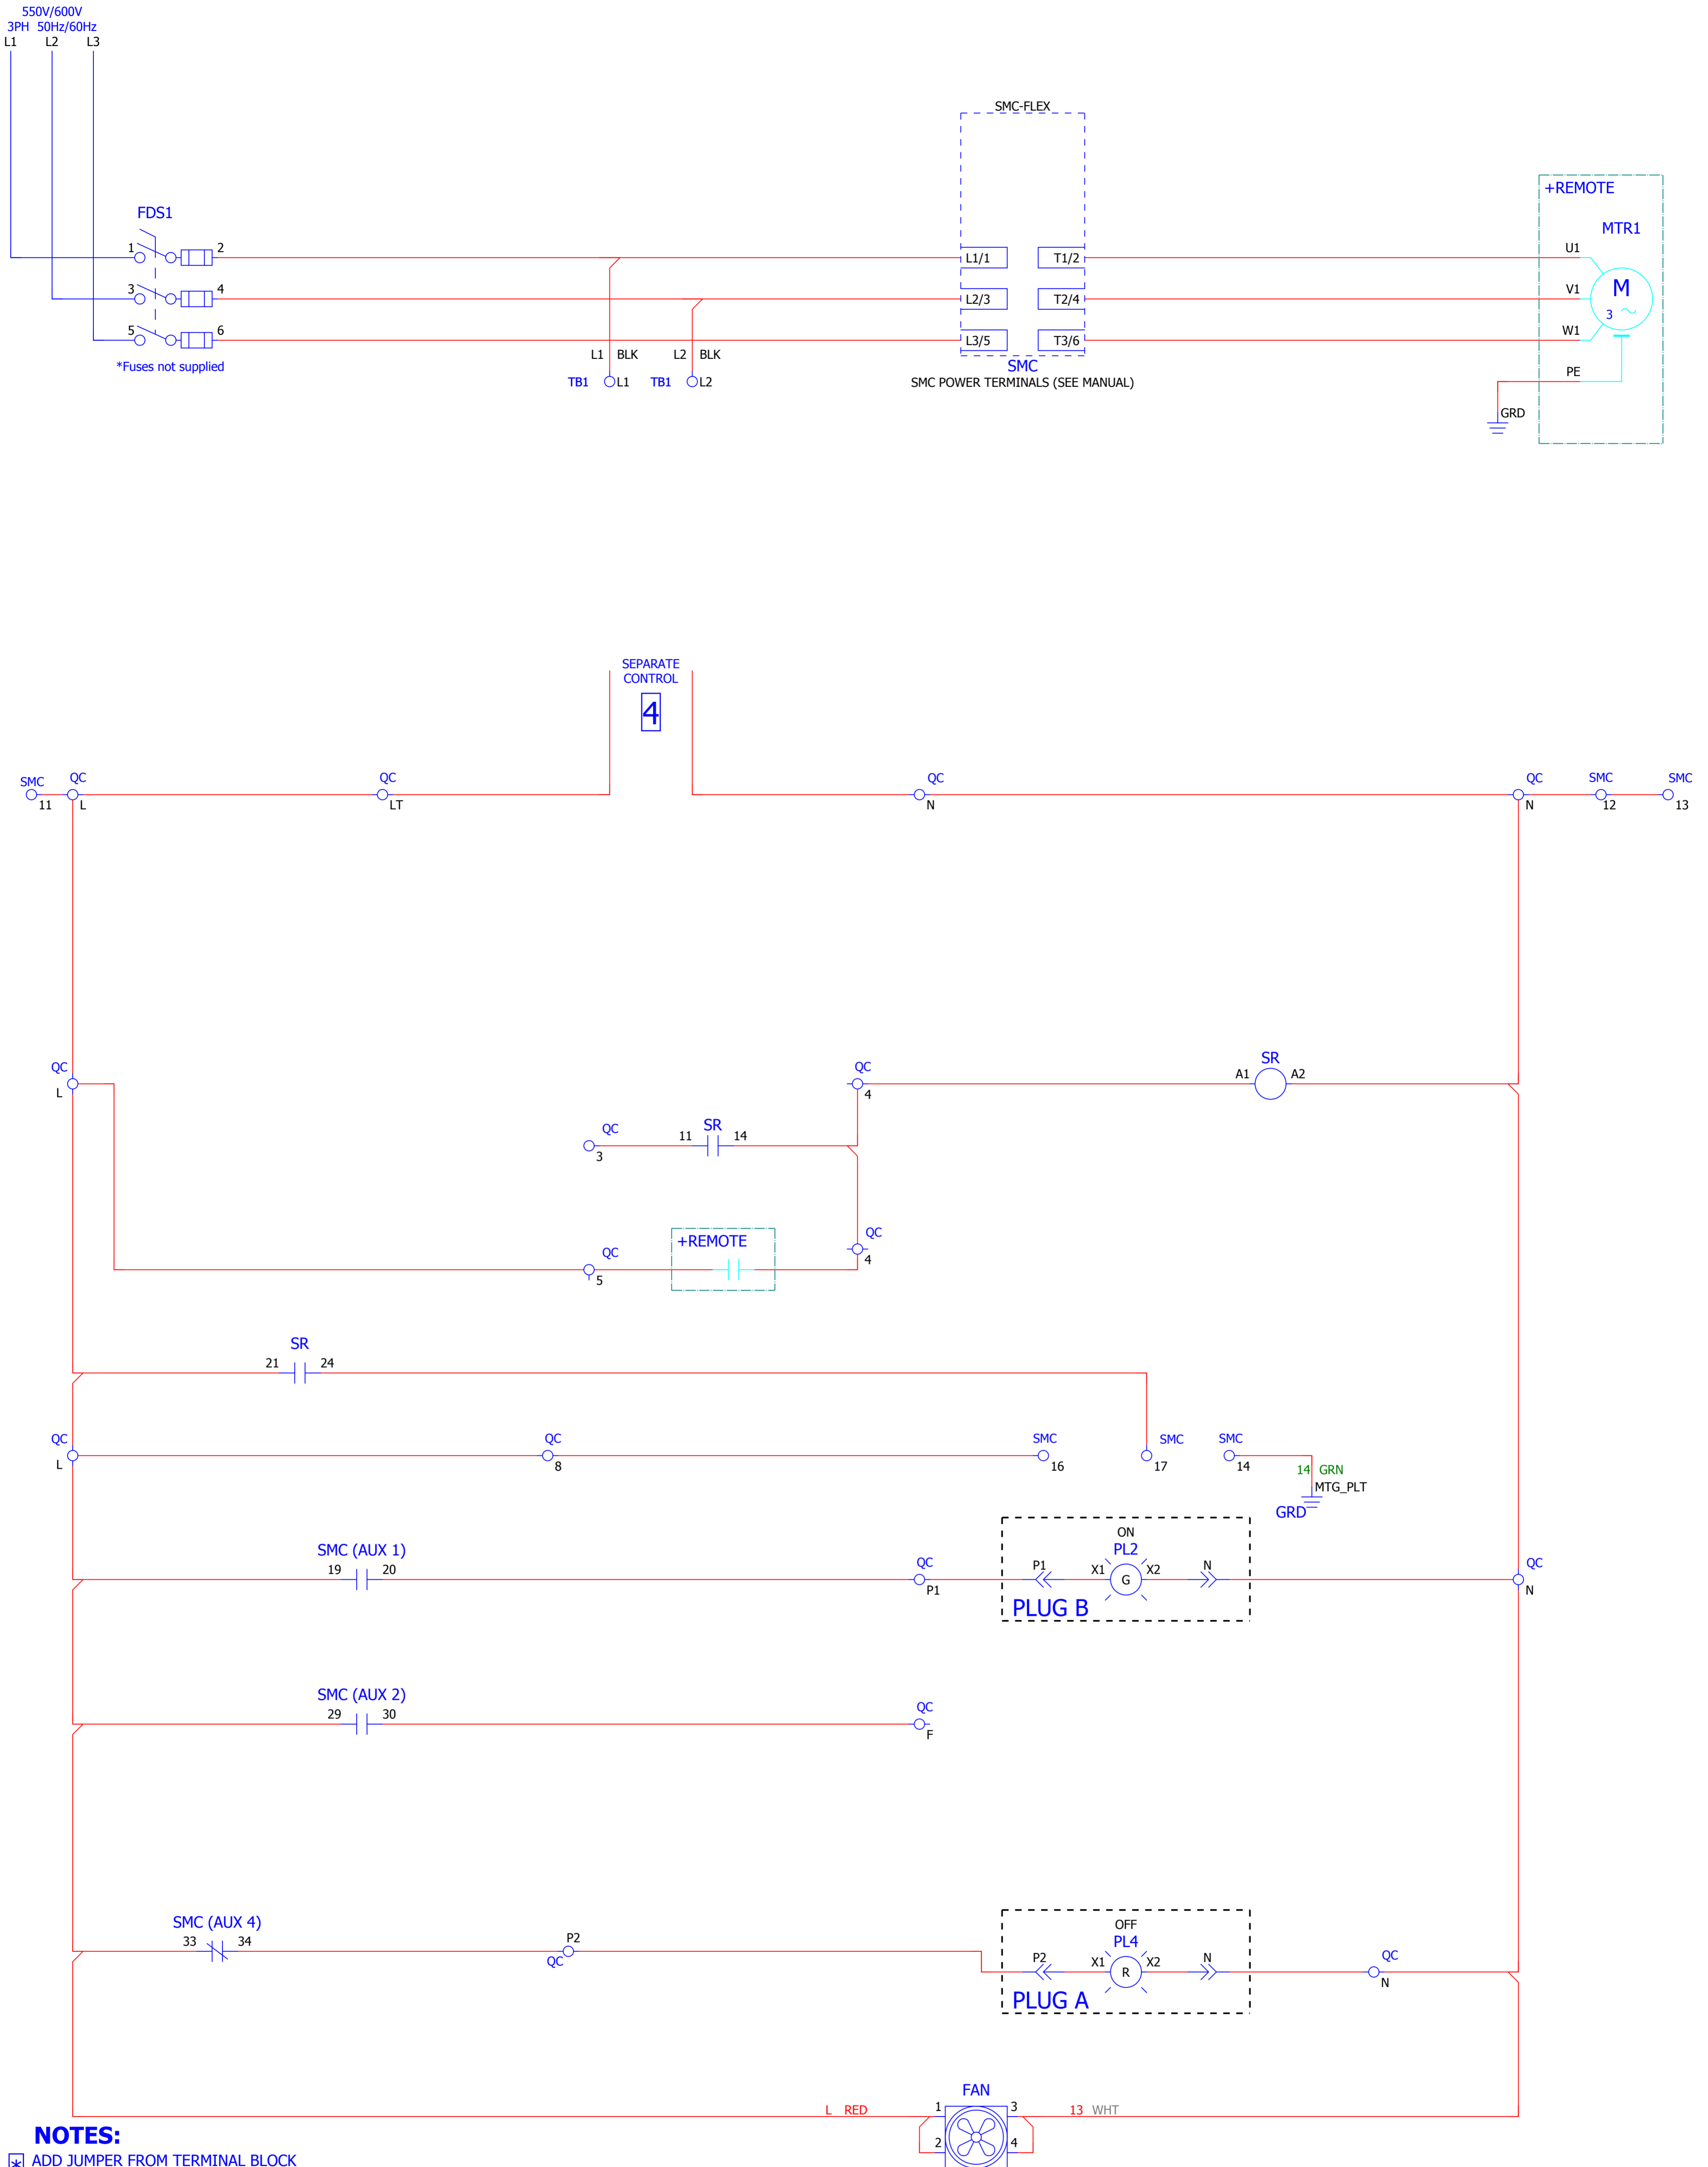 550V/600V
3PH 50Hz/60Hz
L1 L2 L3
SMC-FLEX
+REMOTE
FDS1
MTR1
1 2
L1/1 T1/2
U1
3 4
L2/3 T2/4
V1
M
3
5 6
L3/5 T3/6
W1
*Fuses not supplied
L1 BLK L2 BLK
SMC
PE
TB1 L1 TB1 L2
SMC POWER TERMINALS (SEE MANUAL)
GRD
SEPARATE
CONTROL
4
SMC QC QC QC QC SMC SMC
11 L LT N N 12 13
QC QC SR
A1 A2
L 4
QC SR
11 14
3
QC
4
+REMOTE
QC
5
SR
21 24
QC QC SMC SMC SMC
L 8 16 17 14
14 GRN
MTG_PLT
GRD
ON
SMC (AUX 1)
PL2
19 20
QC
P1 X1 G X2 N
QC
P1
N
PLUG B
SMC (AUX 2)
29 30
QC
F
SMC (AUX 4)
OFF
33 34
P2
QC
PL4
P2 X1 R X2 N
QC
N
PLUG A
FAN
L RED 1 3 13 WHT
2 4
NOTES:
* ADD JUMPER FROM TERMINAL BLOCK